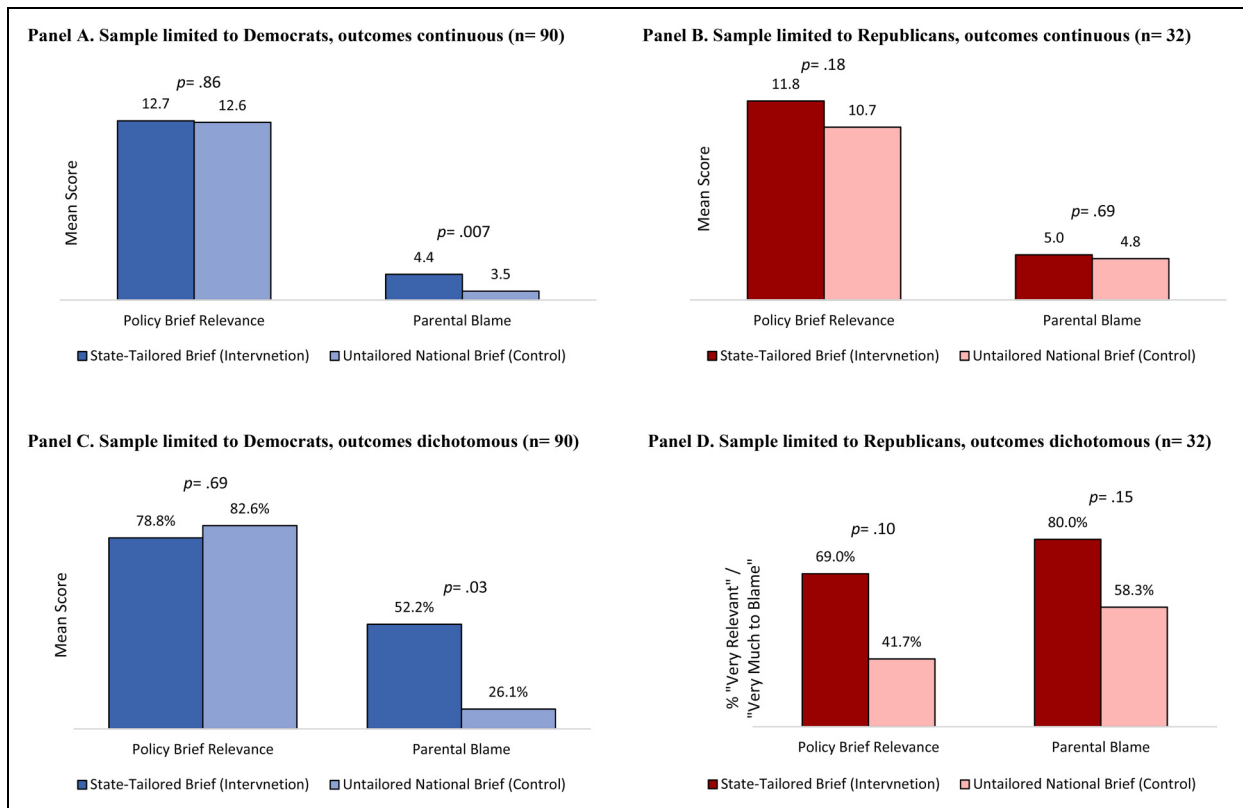 Panel A. Sample limited to Democrats, outcomes continuous (n= 90)
p= .86
12.7
12.6
p= .007
4.4
3.5
Mean Score
Policy Brief Relevance
Parental Blame
State-Tailored Brief (Intervnetion)
Untailored National Brief (Control)
Panel B. Sample limited to Republicans, outcomes continuous (n= 32)
p= .18
11.8
10.7
p= .69
5.0
4.8
Mean Score
Policy Brief Relevance
Parental Blame
State-Tailored Brief (Intervnetion)
Untailored National Brief (Control)
Panel C. Sample limited to Democrats, outcomes dichotomous (n= 90)
p= .69
78.8%
82.6%
p= .03
52.2%
26.1%
Mean Score
Policy Brief Relevance
Parental Blame
State-Tailored Brief (Intervnetion)
Untailored National Brief (Control)
Panel D. Sample limited to Republicans, outcomes dichotomous (n= 32)
p= .10
69.0%
41.7%
p= .15
80.0%
58.3%
% "Very Relevant" /
"Very Much to Blame"
Policy Brief Relevance
Parental Blame
State-Tailored Brief (Intervnetion)
Untailored National Brief (Control)